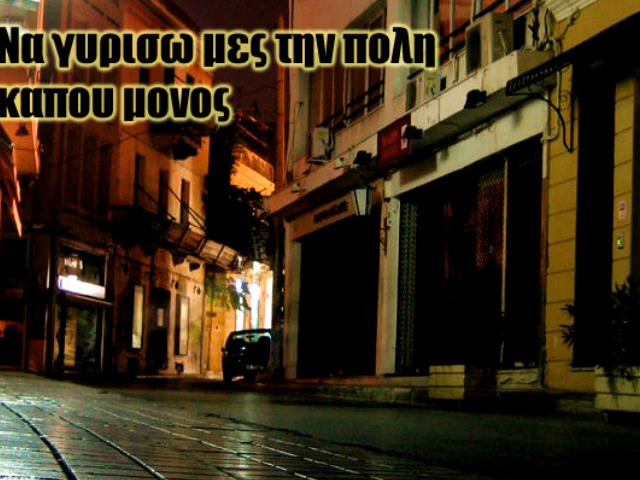 Να γυρισω μες την πολη
καπου μονος